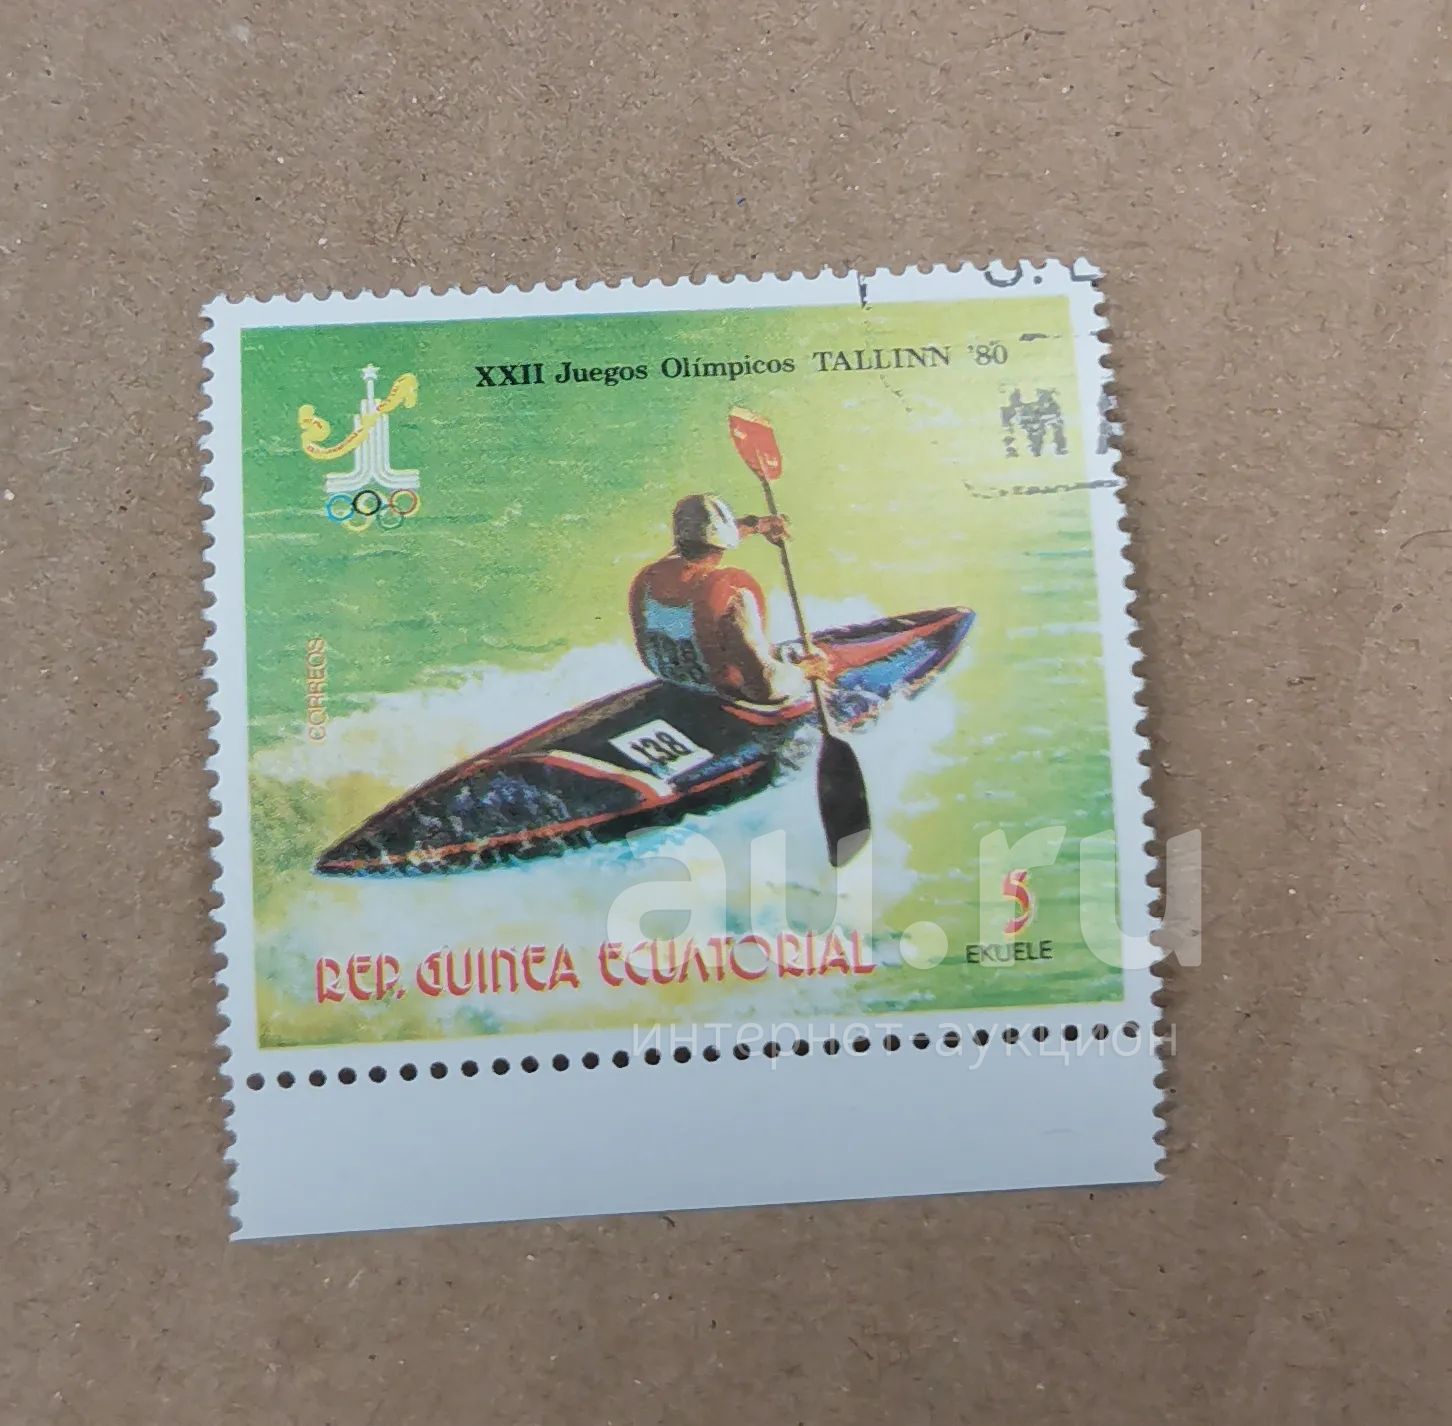 XXII Juegos Olímpicos TALLINN '80
CORREOS
138
5
EKUELE
REP. GUINEA ECUATORIAL
au.ru
интернет-аукцион